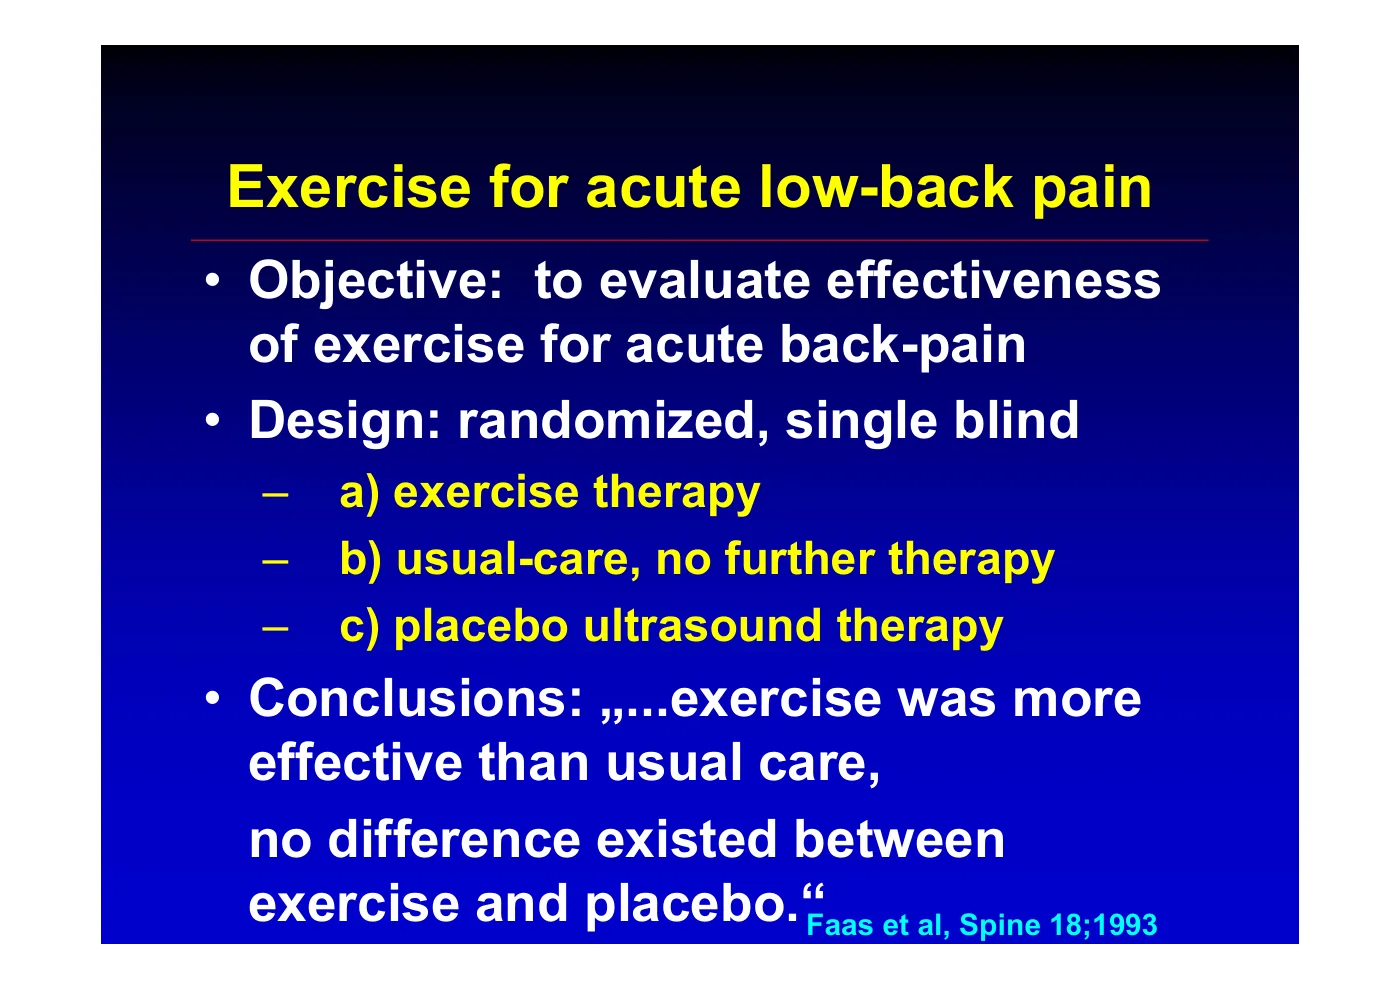 Exercise for acute low-back pain
• Objective:  to evaluate effectiveness
of exercise for acute back-pain
• Design: randomized, single blind
– a) exercise therapy
– b) usual-care, no further therapy
– c) placebo ultrasound therapy
• Conclusions: „...exercise was more
effective than usual care,
no difference existed between
exercise and placebo.“
Faas et al, Spine 18;1993